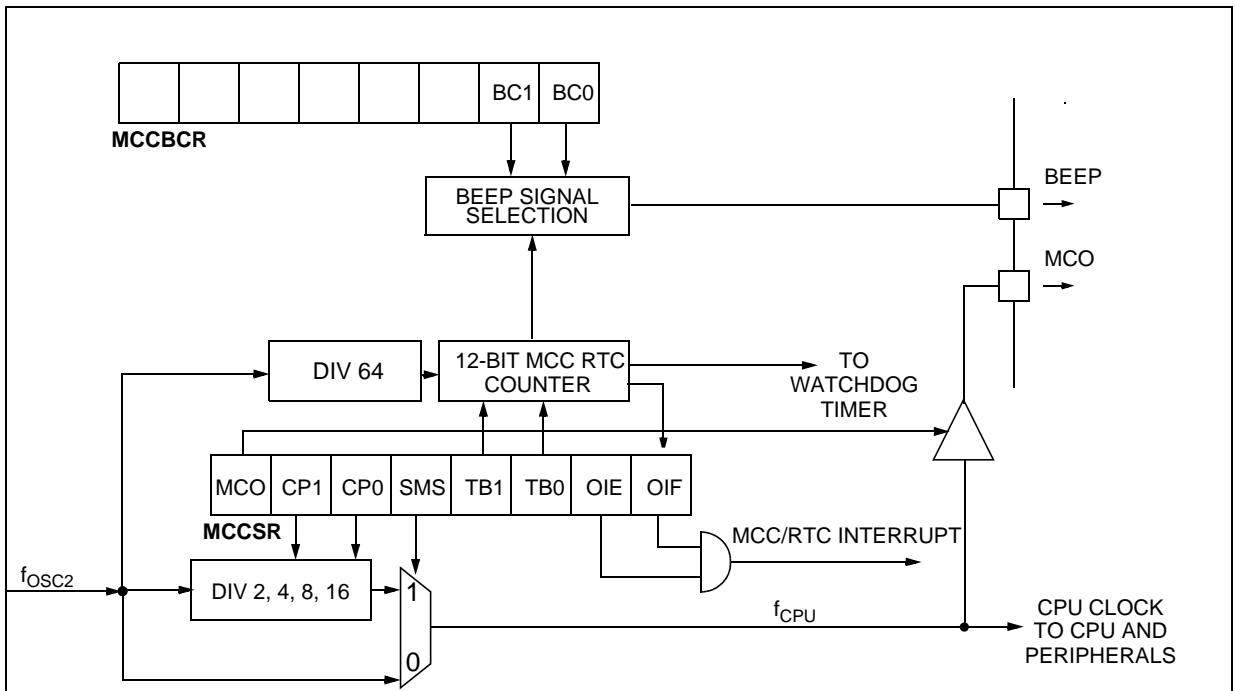 BC1 BC0
MCCBCR
BEEP SIGNAL
SELECTION
BEEP
MCO
DIV 64
12-BIT MCC RTC
COUNTER
TO
WATCHDOG
TIMER
MCO CP1 CP0 SMS TB1 TB0 OIE OIF
MCCSR
MCC/RTC INTERRUPT
fOSC2
DIV 2, 4, 8, 16
1
0
fCPU
CPU CLOCK
TO CPU AND
PERIPHERALS